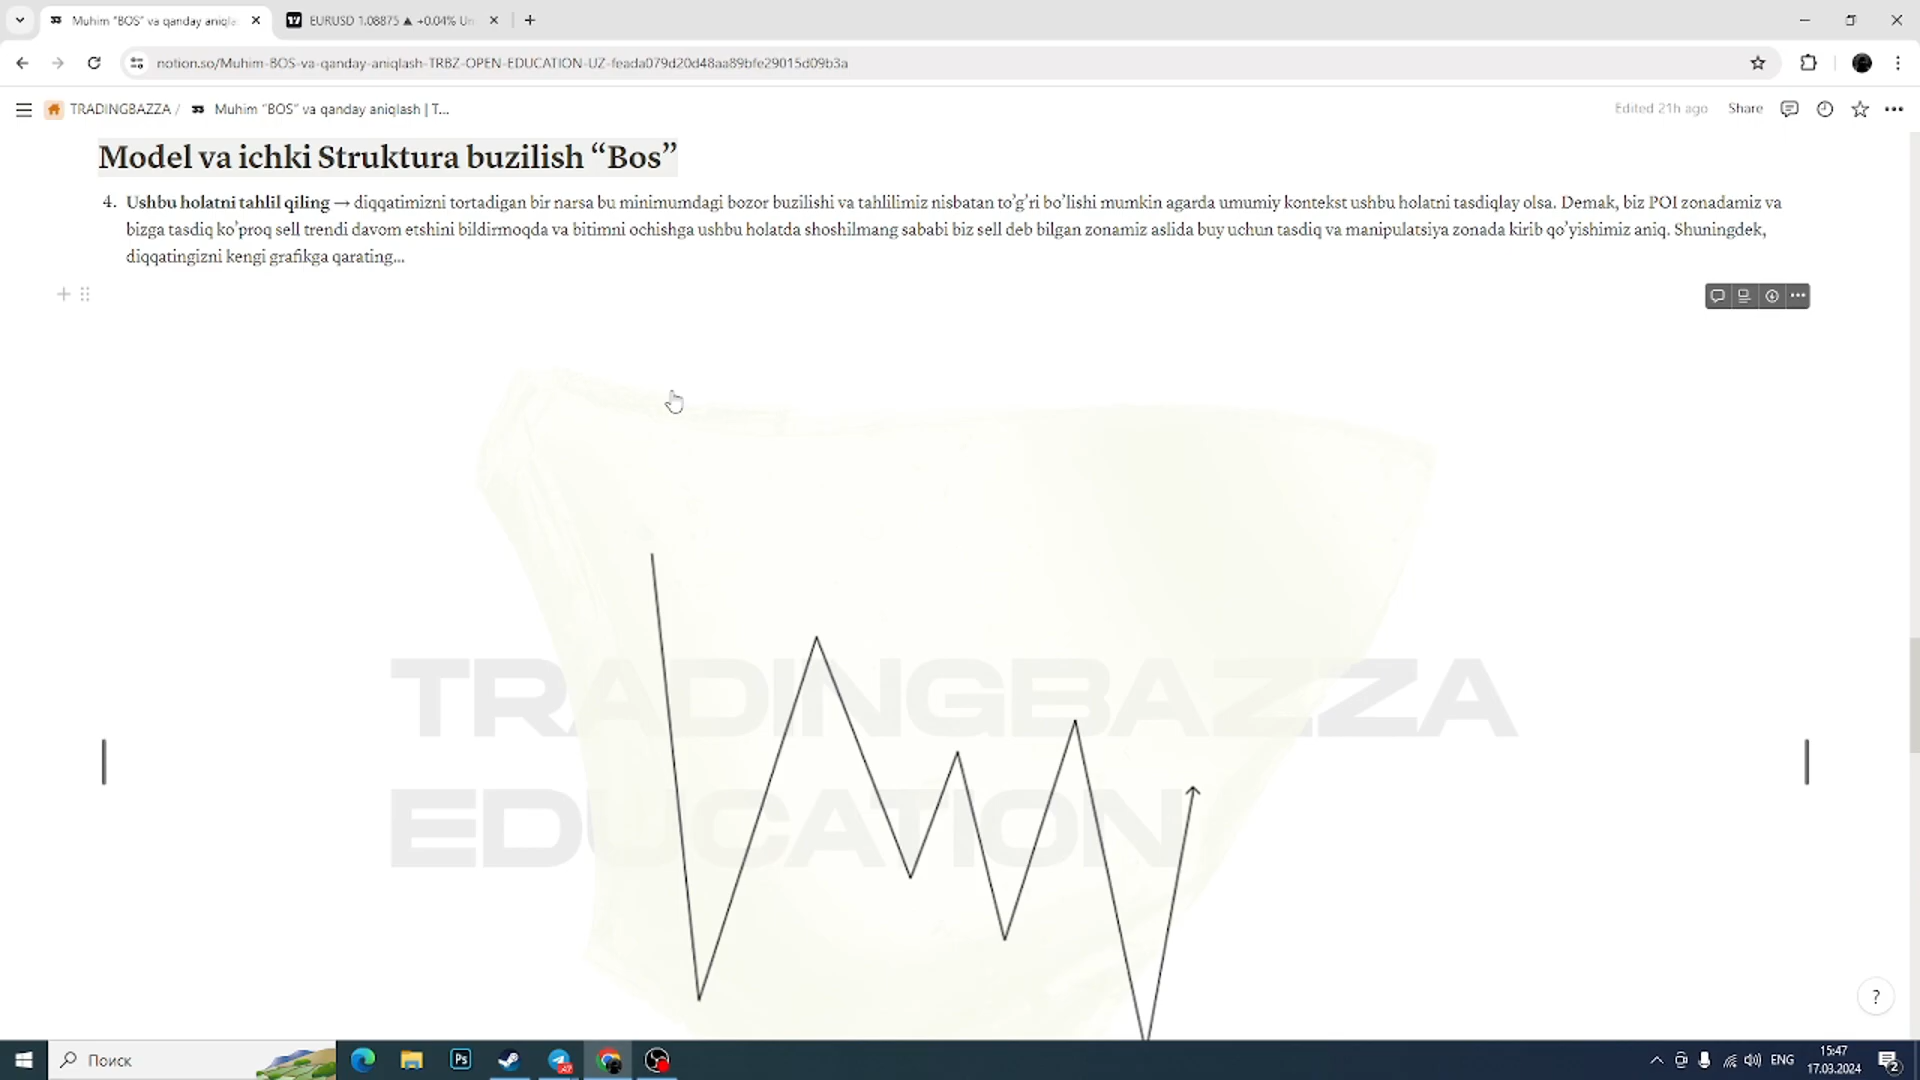 Muhim "BOS" va qanday aniqla
EURUSD 1.08875 ▲ +0.04% Un
notion.so/Muhim-BOS-va-qanday-aniqlash-TRBZ-OPEN-EDUCATION-UZ-feada079d20d48aa89bfe29015d09b3a
TRADINGBAZZA / Muhim "BOS" va qanday aniqlash | T...
Edited 21h ago Share
Model va ichki Struktura buzilish “Bos”
4. Ushbu holatni tahlil qiling → diqqatimizni tortadigan bir narsa bu minimumdagi bozor buzilishi va tahlilimiz nisbatan to’g’ri bo’lishi mumkin agarda umumiy kontekst ushbu holatni tasdiqlay olsa. Demak, biz POI zonadamiz va
bizga tasdiq ko’proq sell trendi davom etshini bildirmoqda va bitimni ochishga ushbu holatda shoshilmang sababi biz sell deb bilgan zonamiz aslida buy uchun tasdiq va manipulatsiya zonada kirib qo’yishimiz aniq. Shuningdek,
diqqatingizni kengi grafikga qarating...
TRADINGBAZZA
EDUCATION
?
Поиск
Ps
47
ENG
15:47
17.03.2024
2